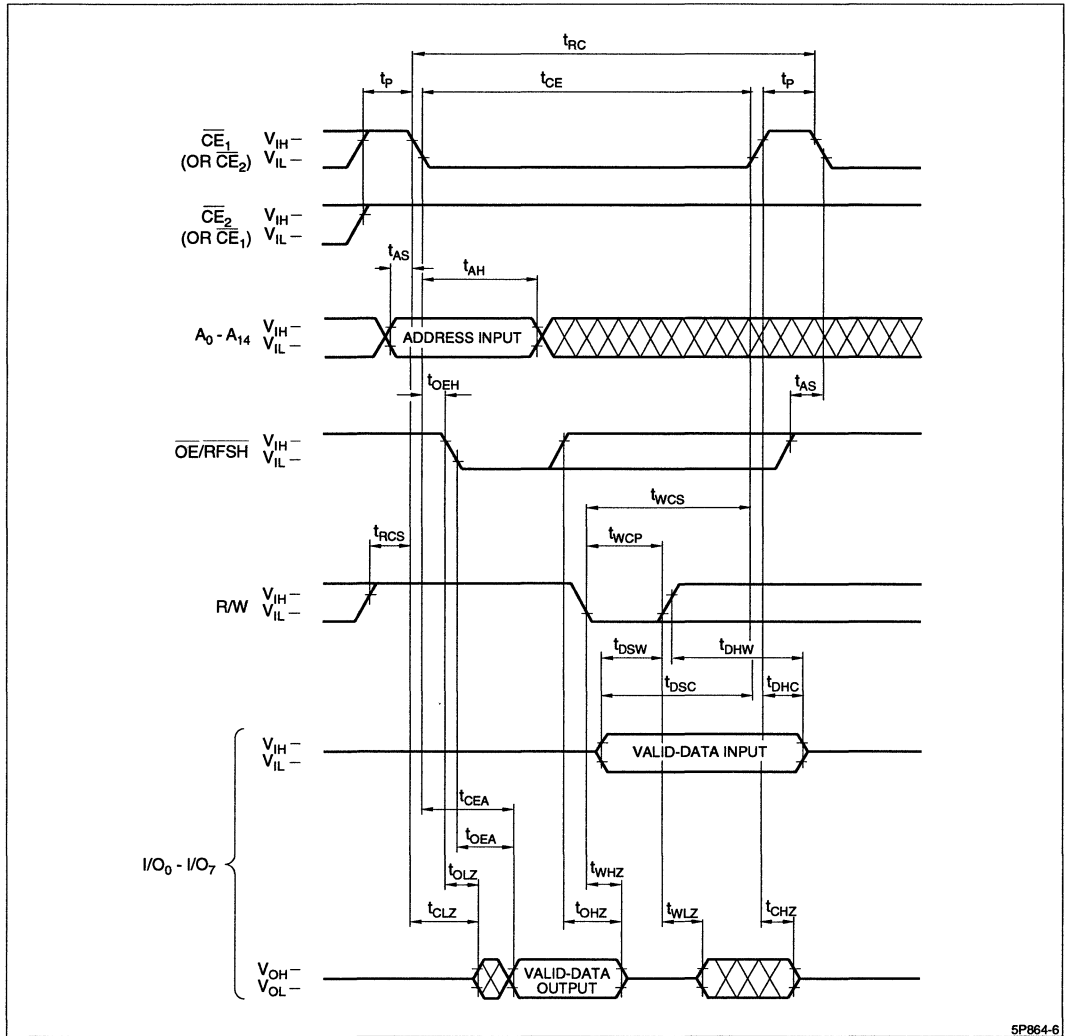 tRC
tP tCE tP
CE1 VIH
(OR CE2) VIL
CE2 VIH
(OR CE1) VIL
tAS tAH
A0 - A14 VIH
VIL
ADDRESS INPUT
tOEH tAS
OE/RFSH VIH
VIL
tWCS
tRCS tWCP
R/W VIH
VIL
tDSW tDHW
tDSC tDHC
VIH
VIL
VALID-DATA INPUT
tCEA
tOEA
I/O0 - I/O7
tOLZ tWHZ
tCLZ tOHZ tWLZ tCHZ
VOH
VOL
VALID-DATA
OUTPUT
5P864-6